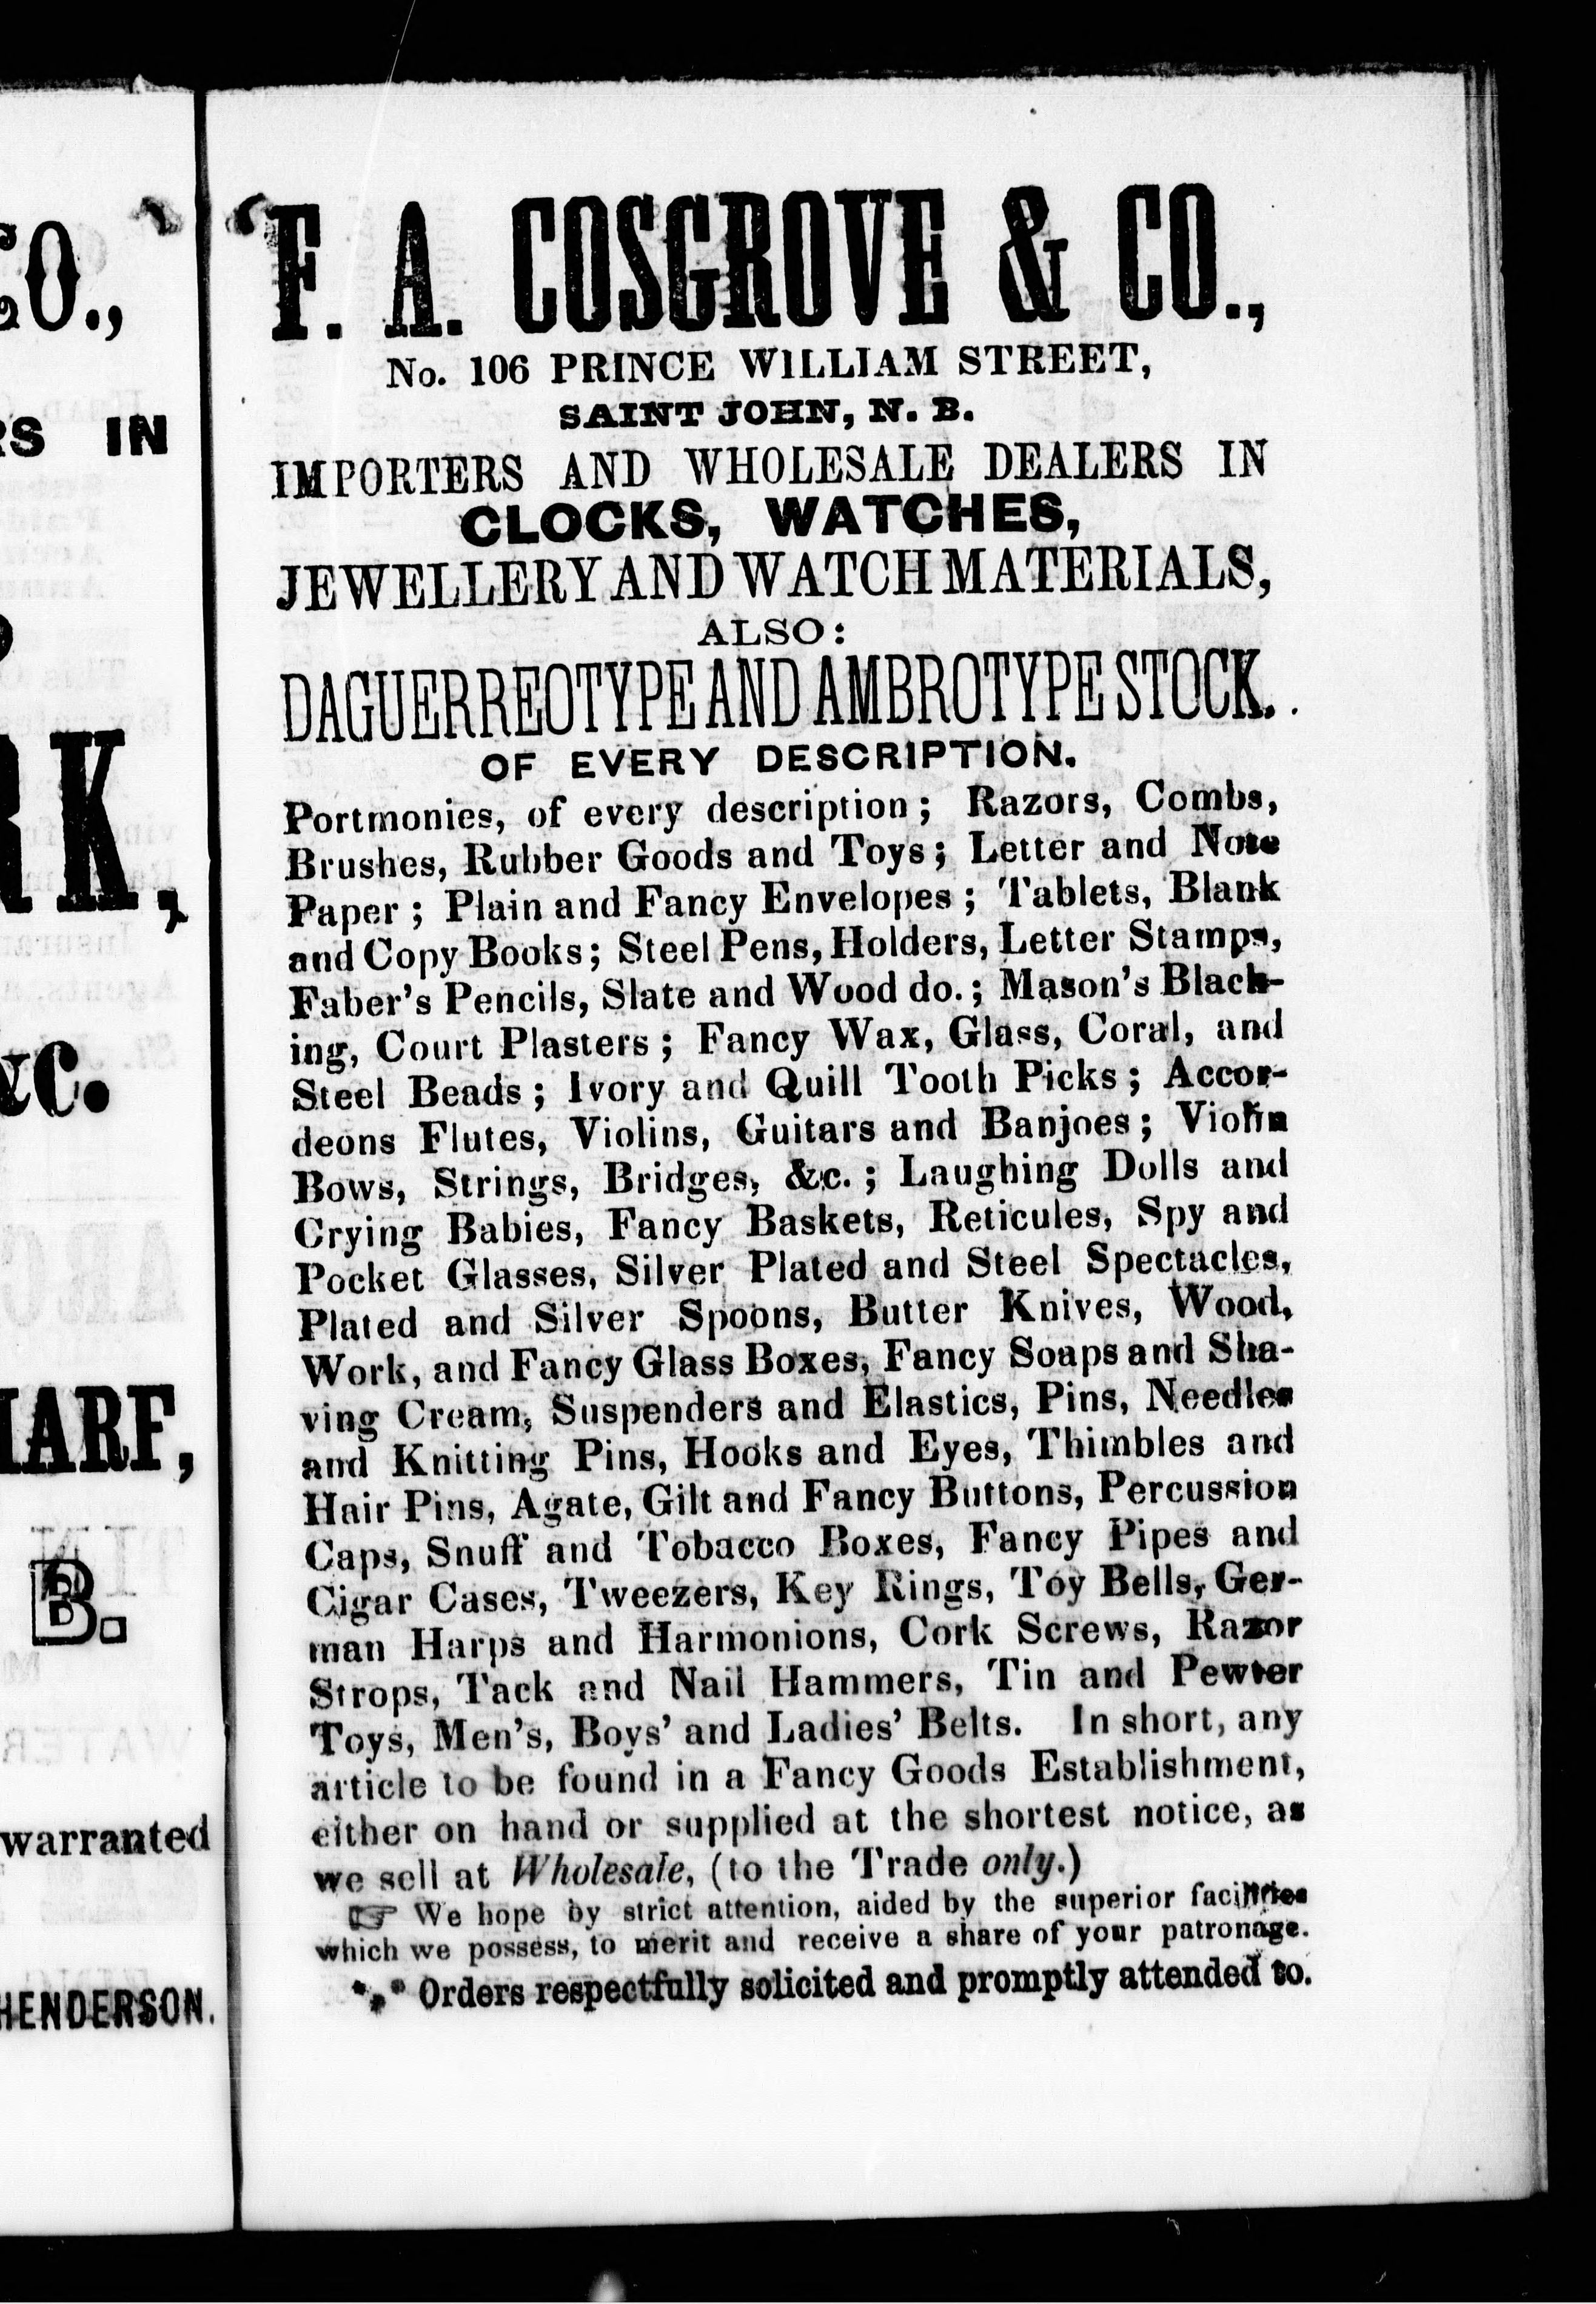 CO.,
RS IN
RK,
&c.
HARF,
B.
warranted
HENDERSON.
F. A. COSGROVE & CO.,
No. 106 PRINCE WILLIAM STREET,
SAINT JOHN, N. B.
IMPORTERS AND WHOLESALE DEALERS IN
CLOCKS, WATCHES,
JEWELLERY AND WATCH MATERIALS,
ALSO:
DAGUERREOTYPE AND AMBROTYPE STOCK.
OF EVERY DESCRIPTION.
Portmonies, of every description; Razors, Combs,
Brushes, Rubber Goods and Toys; Letter and Note
Paper; Plain and Fancy Envelopes; Tablets, Blank
and Copy Books; Steel Pens, Holders, Letter Stamps,
Faber's Pencils, Slate and Wood do.; Mason's Black-
ing, Court Plasters; Fancy Wax, Glass, Coral, and
Steel Beads; Ivory and Quill Tooth Picks; Accor-
deons Flutes, Violins, Guitars and Banjoes; Violin
Bows, Strings, Bridges, &c.; Laughing Dolls and
Crying Babies, Fancy Baskets, Reticules, Spy and
Pocket Glasses, Silver Plated and Steel Spectacles,
Plated and Silver Spoons, Butter Knives, Wood,
Work, and Fancy Glass Boxes, Fancy Soaps and Sha-
ving Cream, Suspenders and Elastics, Pins, Needles
and Knitting Pins, Hooks and Eyes, Thimbles and
Hair Pins, Agate, Gilt and Fancy Buttons, Percussion
Caps, Snuff and Tobacco Boxes, Fancy Pipes and
Cigar Cases, Tweezers, Key Rings, Toy Bells, Ger-
man Harps and Harmonions, Cork Screws, Razor
Strops, Tack and Nail Hammers, Tin and Pewter
Toys, Men's, Boys' and Ladies' Belts. In short, any
article to be found in a Fancy Goods Establishment,
either on hand or supplied at the shortest notice, as
we sell at Wholesale, (to the Trade only.)
☞ We hope by strict attention, aided by the superior facilities
which we possess, to merit and receive a share of your patronage.
*** Orders respectfully solicited and promptly attended to.